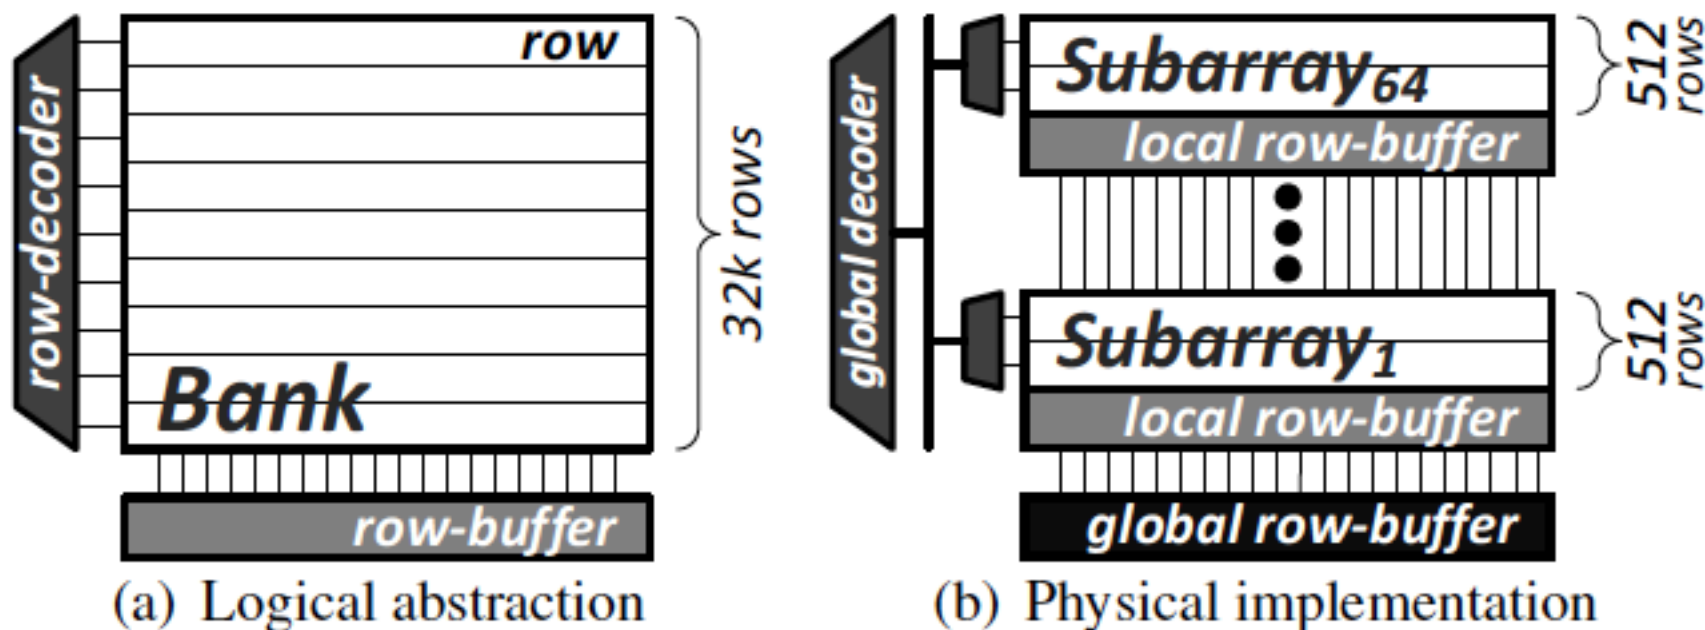 row-decoder
row
Bank
32k rows
row-buffer
(a) Logical abstraction
global decoder
Subarray64
local row-buffer
512
rows
Subarray1
local row-buffer
512
rows
global row-buffer
(b) Physical implementation